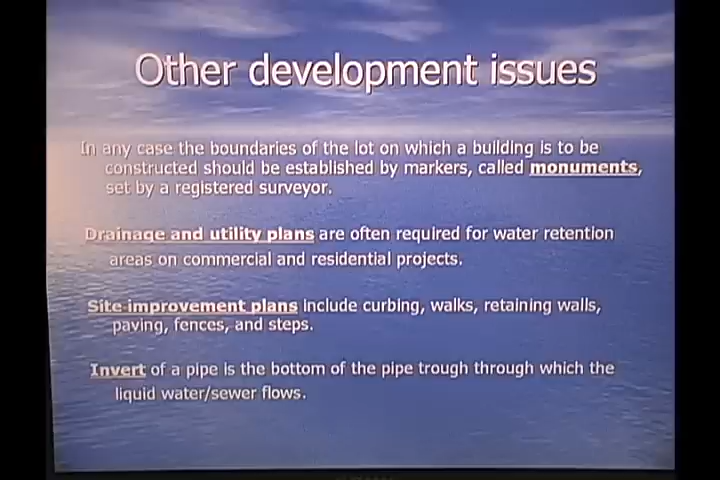 Other development issues
In any case the boundaries of the lot on which a building is to be
constructed should be established by markers, called monuments,
set by a registered surveyor.
Drainage and utility plans are often required for water retention
areas on commercial and residential projects.
Site-improvement plans include curbing, walks, retaining walls,
paving, fences, and steps.
Invert of a pipe is the bottom of the pipe trough through which the
liquid water/sewer flows.